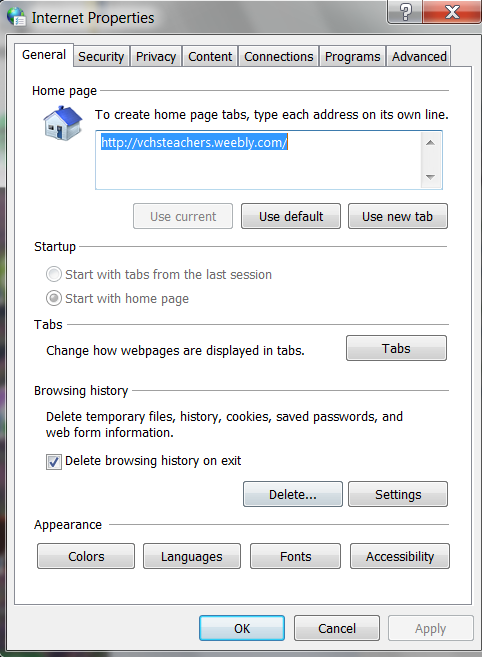 Internet Properties
?
X
General Security Privacy Content Connections Programs Advanced
Home page
To create home page tabs, type each address on its own line.
http://vchsteachers.weebly.com/
Use current Use default Use new tab
Startup
Start with tabs from the last session
Start with home page
Tabs
Change how webpages are displayed in tabs. Tabs
Browsing history
Delete temporary files, history, cookies, saved passwords, and
web form information.
Delete browsing history on exit
Delete... Settings
Appearance
Colors Languages Fonts Accessibility
OK Cancel Apply